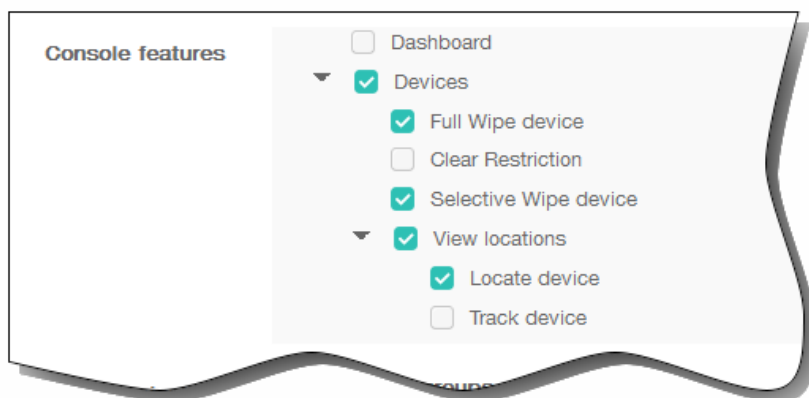 Dashboard
Console features
Devices
Full Wipe device
Clear Restriction
Selective Wipe device
View locations
Locate device
Track device